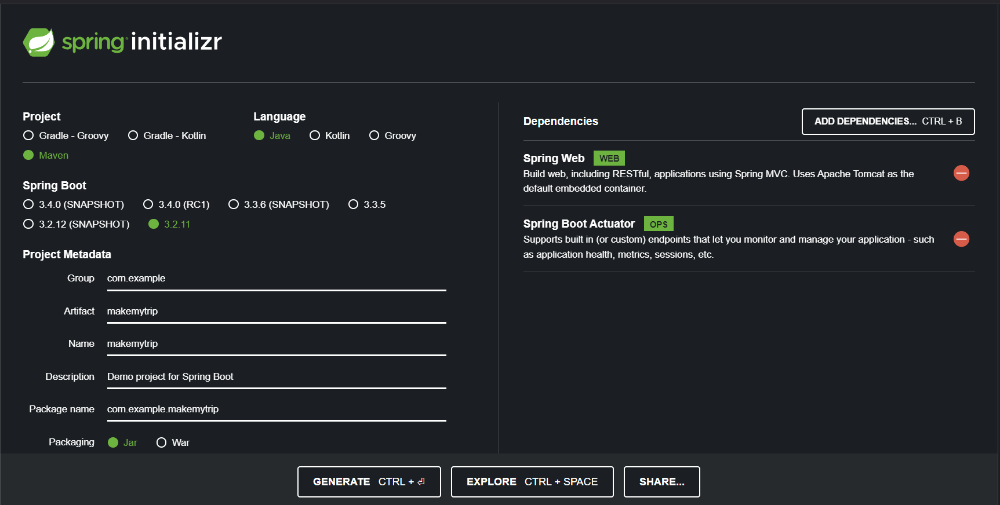 spring initializr
Project
Gradle - Groovy Gradle - Kotlin
Maven
Language
Java Kotlin Groovy
Spring Boot
3.4.0 (SNAPSHOT) 3.4.0 (RC1) 3.3.6 (SNAPSHOT) 3.3.5
3.2.12 (SNAPSHOT) 3.2.11
Project Metadata
Group com.example
Artifact makemytrip
Name makemytrip
Description Demo project for Spring Boot
Package name com.example.makemytrip
Packaging Jar War
Dependencies ADD DEPENDENCIES... CTRL + B
Spring Web WEB
Build web, including RESTful, applications using Spring MVC. Uses Apache Tomcat as the
default embedded container.
Spring Boot Actuator OPS
Supports built in (or custom) endpoints that let you monitor and manage your application - such
as application health, metrics, sessions, etc.
GENERATE CTRL + ⏎ EXPLORE CTRL + SPACE SHARE...